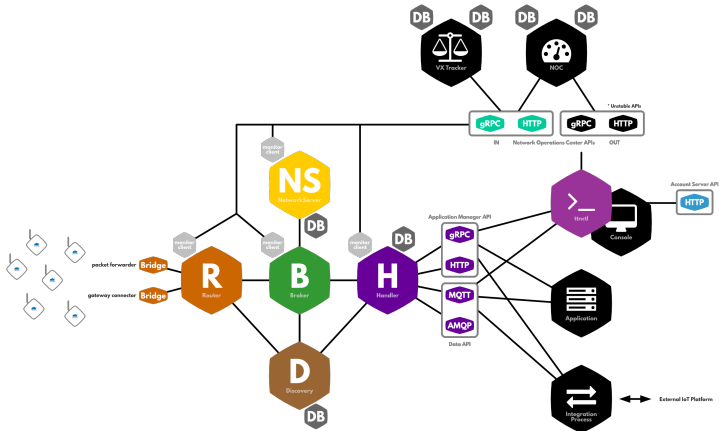 DB
DB
DB
DB
VX Tracker
NOC
* Unstable APIs
gRPC
HTTP
gRPC
HTTP
IN
Network Operations Center APIs
OUT
monitor
client
NS
Network Server
DB
Account Server API
HTTP
>_
ttnctl
Console
Application Manager API
gRPC
HTTP
monitor
client
monitor
client
monitor
client
DB
packet forwarder
Bridge
gateway connector
Bridge
R
Router
B
Broker
H
Handler
MQTT
AMQP
Data API
Application
D
Discovery
DB
Integration
Process
External IoT Platform